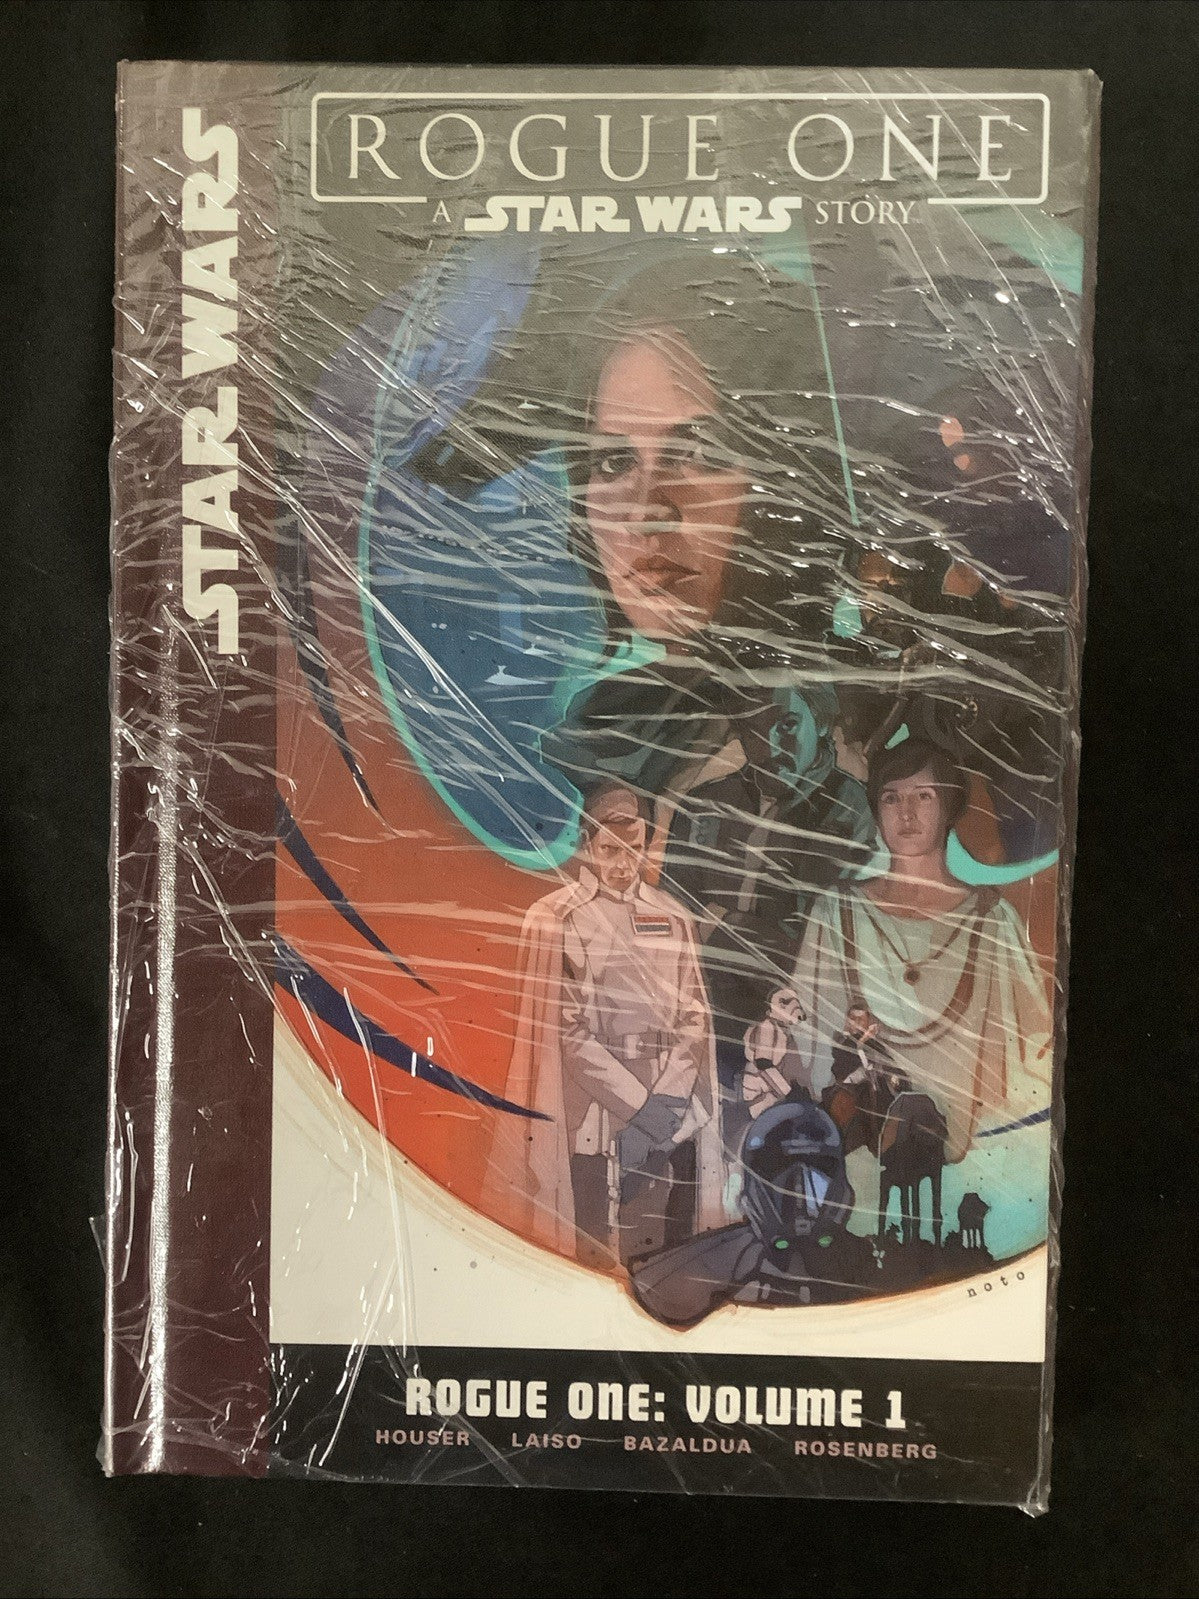 STAR WARS
ROGUE ONE
A STAR WARS STORY
noto
ROGUE ONE: VOLUME 1
HOUSER LAISO BAZALDUA ROSENBERG